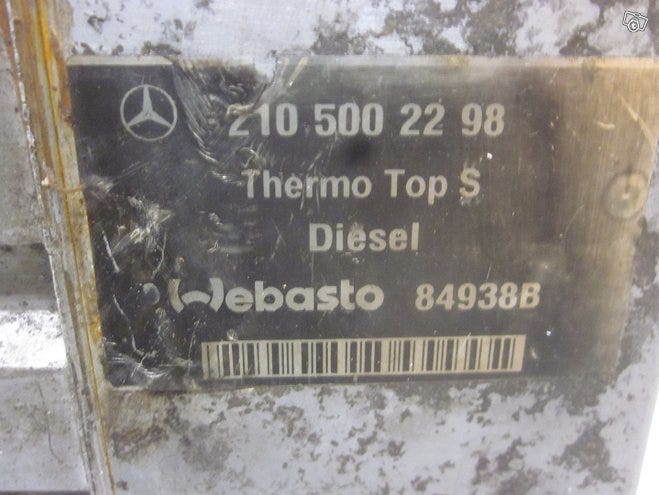 210 500 22 98
Thermo Top S
Diesel
Webasto 84938B